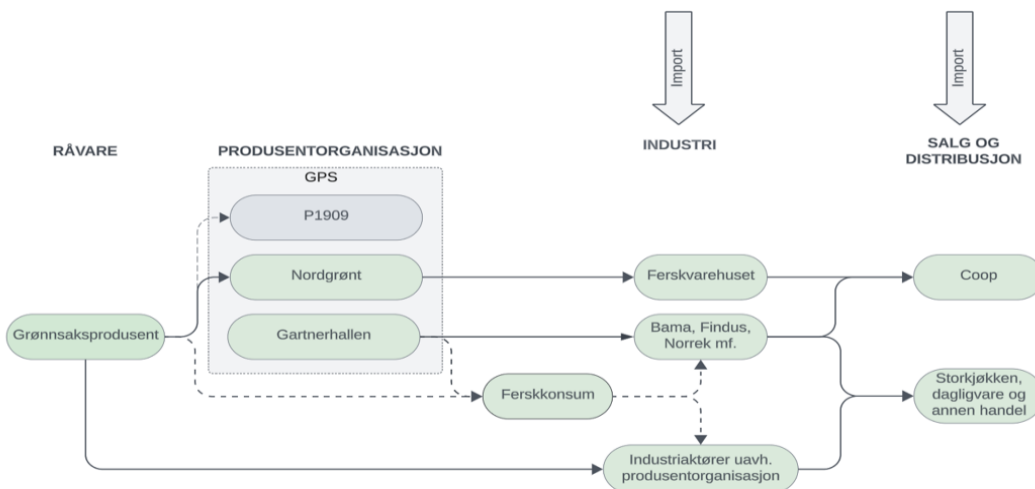 Import
Import
RÅVARE
PRODUSENTORGANISASJON
INDUSTRI
SALG OG
DISTRIBUSJON
GPS
P1909
Nordgrønt
Ferskvarehuset
Coop
Grønnsaksprodusent
Gartnerhallen
Bama, Findus,
Norrek mf.
Ferskkonsum
Storkjøkken,
dagligvare og
annen handel
Industriaktører uavh.
produsentorganisasjon